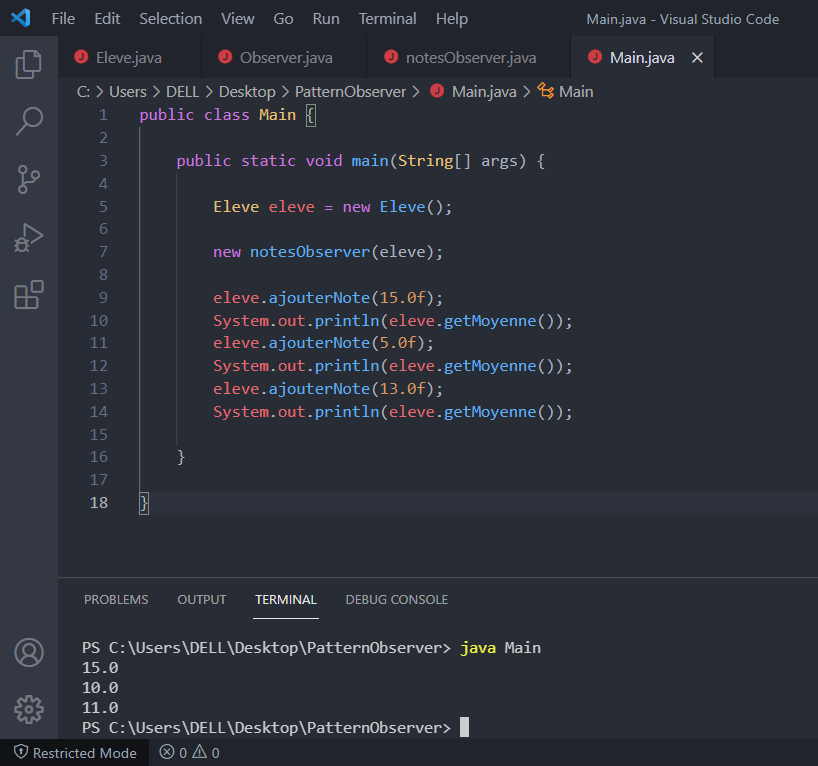 File Edit Selection View Go Run Terminal Help Main.java - Visual Studio Code
J Eleve.java J Observer.java J notesObserver.java J Main.java ×
C: > Users > DELL > Desktop > PatternObserver > J Main.java > Main
1 public class Main {
2
3 public static void main(String[] args) {
4
5 Eleve eleve = new Eleve();
6
7 new notesObserver(eleve);
8
9 eleve.ajouterNote(15.0f);
10 System.out.println(eleve.getMoyenne());
11 eleve.ajouterNote(5.0f);
12 System.out.println(eleve.getMoyenne());
13 eleve.ajouterNote(13.0f);
14 System.out.println(eleve.getMoyenne());
15
16 }
17
18 }
PROBLEMS OUTPUT TERMINAL DEBUG CONSOLE
PS C:\Users\DELL\Desktop\PatternObserver> java Main
15.0
10.0
11.0
PS C:\Users\DELL\Desktop\PatternObserver>
Restricted Mode 0 0